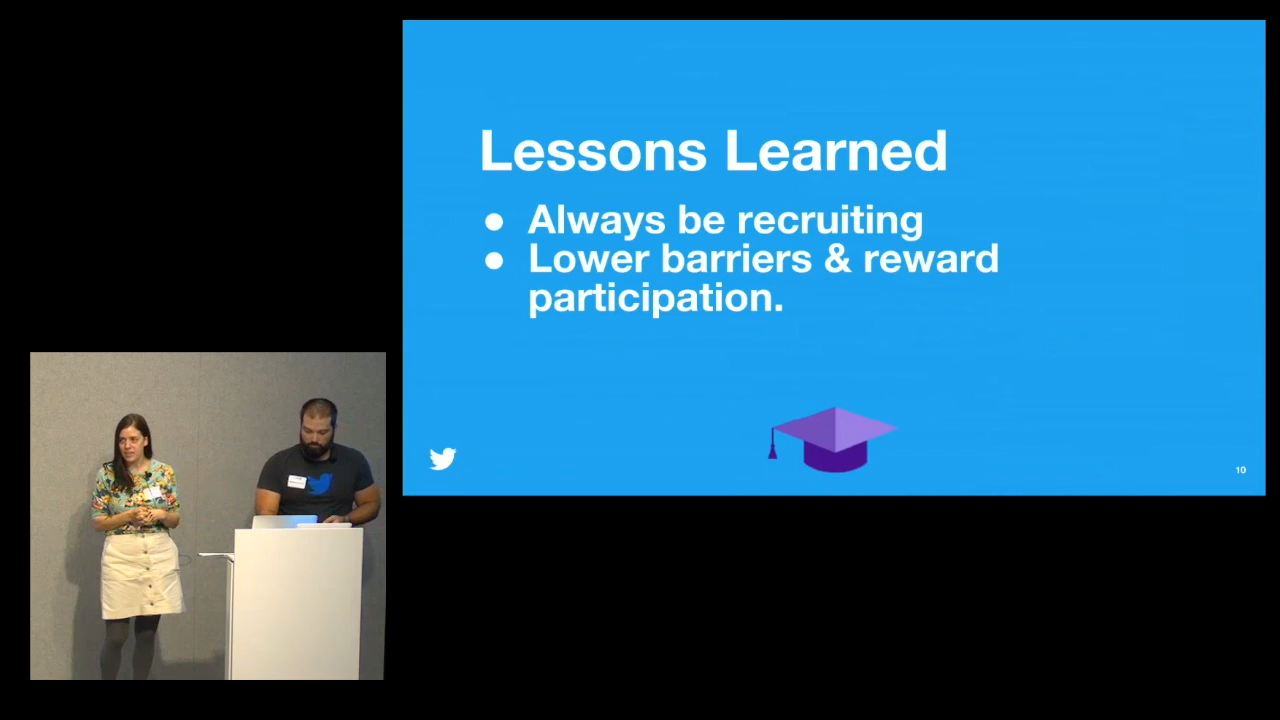 Lessons Learned
● Always be recruiting
● Lower barriers & reward
participation.
10